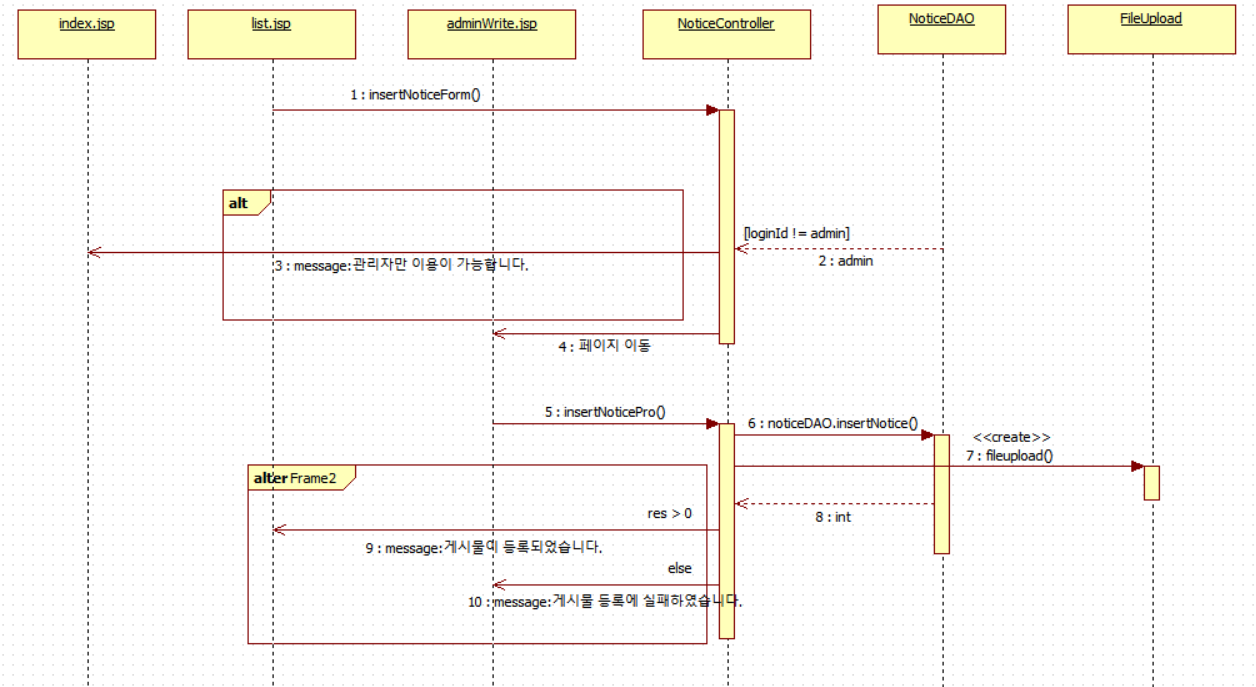 index.jsp
list.jsp
adminWrite.jsp
NoticeController
NoticeDAO
FileUpload
1 : insertNoticeForm()
alt
[loginId != admin]
2 : admin
3 : message:관리자만 이용이 가능합니다.
4 : 페이지 이동
5 : insertNoticePro()
6 : noticeDAO.insertNotice()
<<create>>
7 : fileupload()
alterFrame2
res > 0
8 : int
9 : message:게시물이 등록되었습니다.
else
10 : message:게시물 등록에 실패하였습니다.